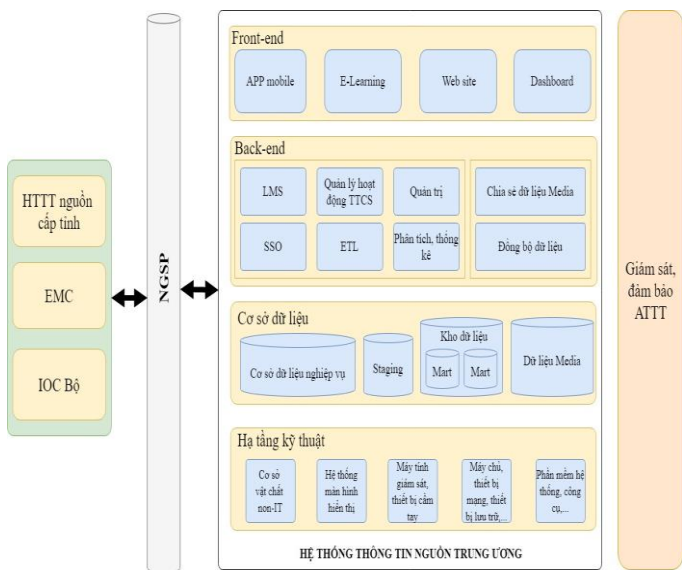 HTTT nguồn
cấp tỉnh
EMC
IOC Bộ
NGSP
Front-end
APP mobile
E-Learning
Web site
Dashboard
Back-end
LMS
Quản lý hoạt
động TTCS
Quản trị
SSO
ETL
Phân tích, thống
kê
Chia sẻ dữ liệu Media
Đồng bộ dữ liệu
Cơ sở dữ liệu
Cơ sở dữ liệu nghiệp vụ
Staging
Kho dữ liệu
Mart
Mart
Dữ liệu Media
Hạ tầng kỹ thuật
Cơ sở
vật chất
non-IT
Hệ thống
màn hình
hiển thị
Máy tính
giám sát,
thiết bị cầm
tay
Máy chủ,
thiết bị
mạng, thiết
bị lưu trữ,...
Phần mềm hệ
thống, công
cụ,...
HỆ THỐNG THÔNG TIN NGUỒN TRUNG ƯƠNG
Giám sát,
đảm bảo
ATTT